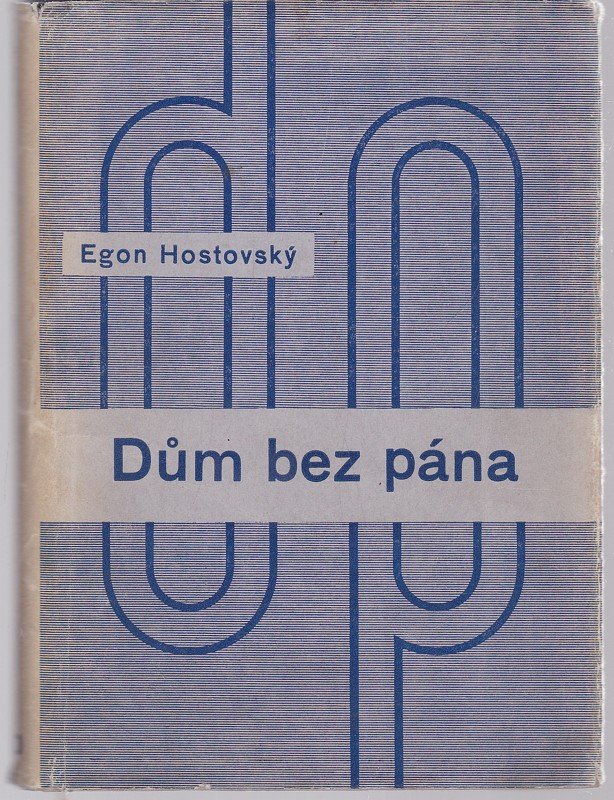 d p
Egon Hostovský
Dům bez pána